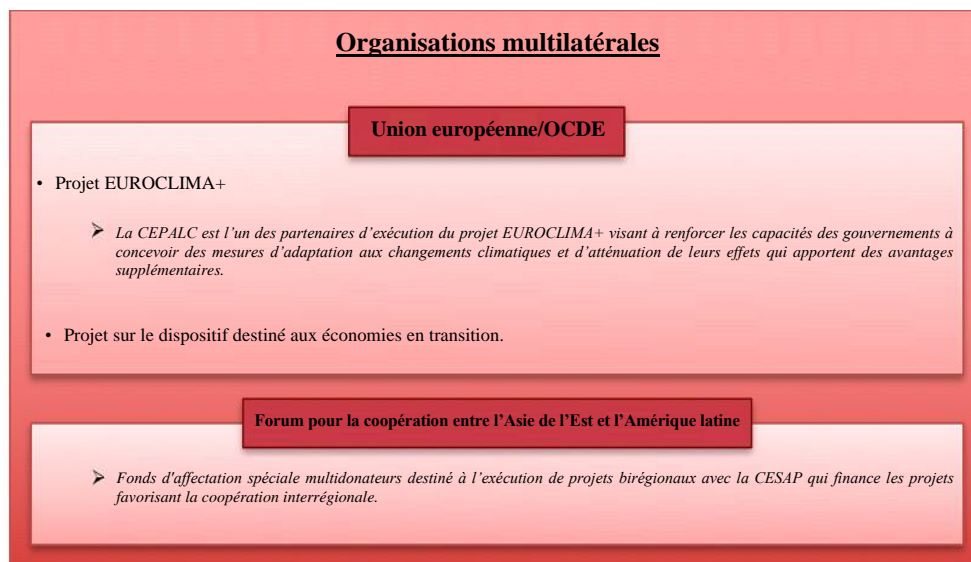 Organisations multilatérales
Union européenne/OCDE
• Projet EUROCLIMA+
➢ La CEPALC est l’un des partenaires d’exécution du projet EUROCLIMA+ visant à renforcer les capacités des gouvernements à
concevoir des mesures d’adaptation aux changements climatiques et d’atténuation de leurs effets qui apportent des avantages
supplémentaires.
• Projet sur le dispositif destiné aux économies en transition.
Forum pour la coopération entre l’Asie de l’Est et l’Amérique latine
➢ Fonds d'affectation spéciale multidonateurs destiné à l’exécution de projets birégionaux avec la CESAP qui finance les projets
favorisant la coopération interrégionale.